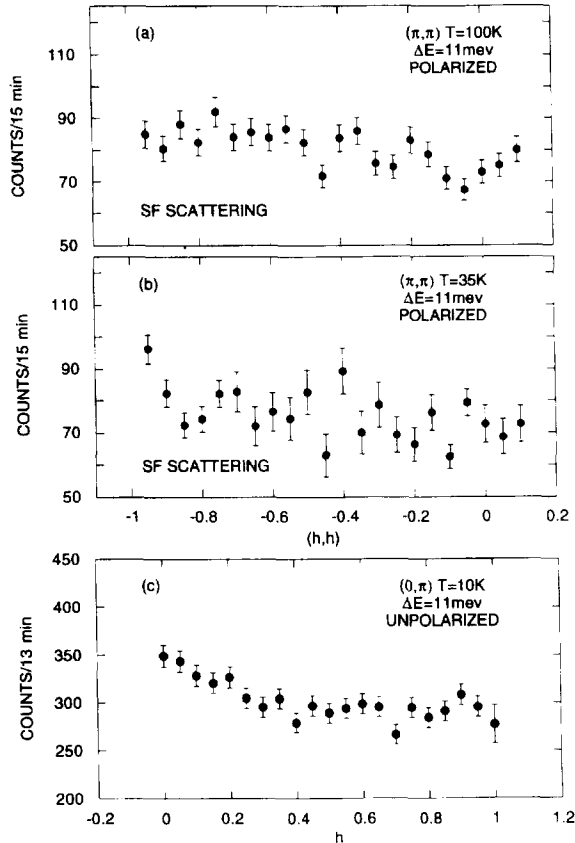 125
(a)
(π,π) T=100K
ΔE=11mev
POLARIZED
110
COUNTS/15 min
90
70
SF SCATTERING
50
(b)
(π,π) T=35K
ΔE=11mev
POLARIZED
110
COUNTS/15 min
90
70
SF SCATTERING
50
-1 -0.8 -0.6 -0.4 -0.2 0 0.2
(h,h)
450
(c)
(0,π) T=10K
ΔE=11mev
UNPOLARIZED
400
COUNTS/13 min
350
300
250
200
-0.2 0 0.2 0.4 0.6 0.8 1 1.2
h